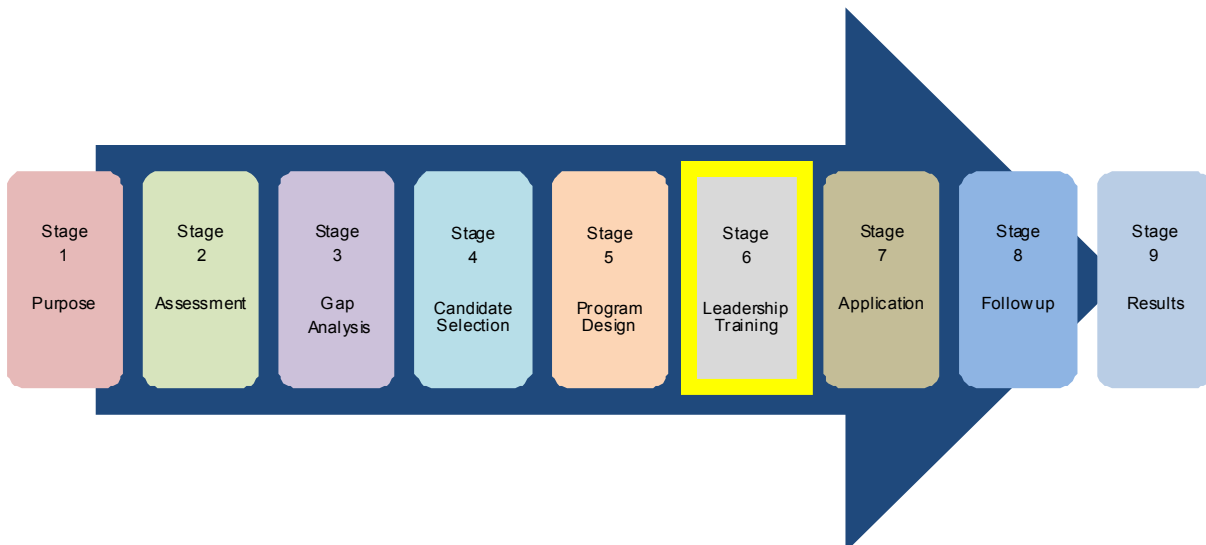 Stage
1
Purpose
Stage
2
Assessment
Stage
3
Gap
Analysis
Stage
4
Candidate
Selection
Stage
5
Program
Design
Stage
6
Leadership
Training
Stage
7
Application
Stage
8
Follow up
Stage
9
Results